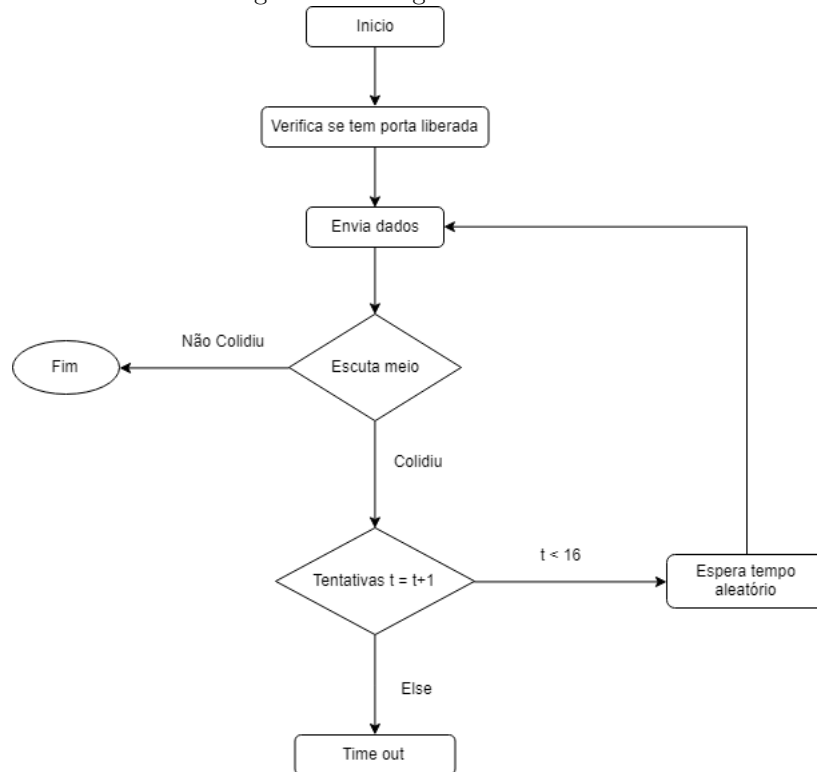 Inicio
Verifica se tem porta liberada
Envia dados
Não Colidiu
Fim
Escuta meio
Colidiu
t < 16
Tentativas t = t+1
Espera tempo
aleatório
Else
Time out